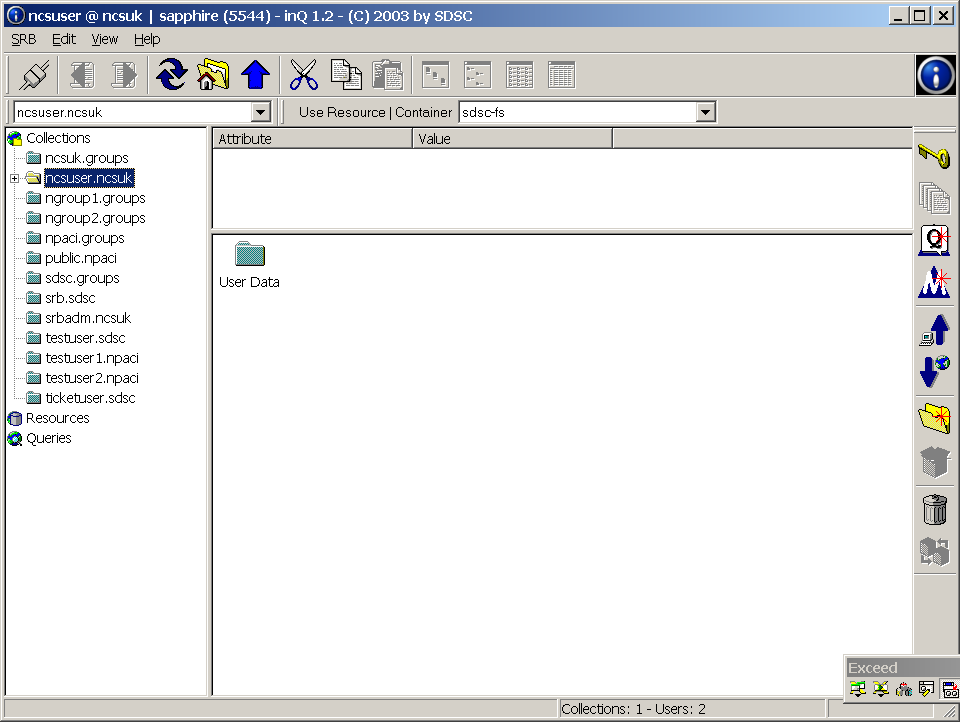 ncsuser @ ncsuk | sapphire (5544) - inQ 1.2 - (C) 2003 by SDSC
SRB Edit View Help
ncsuser.ncsuk
Use Resource | Container
sdsc-fs
Collections
ncsuk.groups
ncsuser.ncsuk
ngroup1.groups
ngroup2.groups
npaci.groups
public.npaci
sdsc.groups
srb.sdsc
srbadm.ncsuk
testuser.sdsc
testuser1.npaci
testuser2.npaci
ticketuser.sdsc
Resources
Queries
Attribute Value
User Data
Q
M
Exceed
Collections: 1 - Users: 2